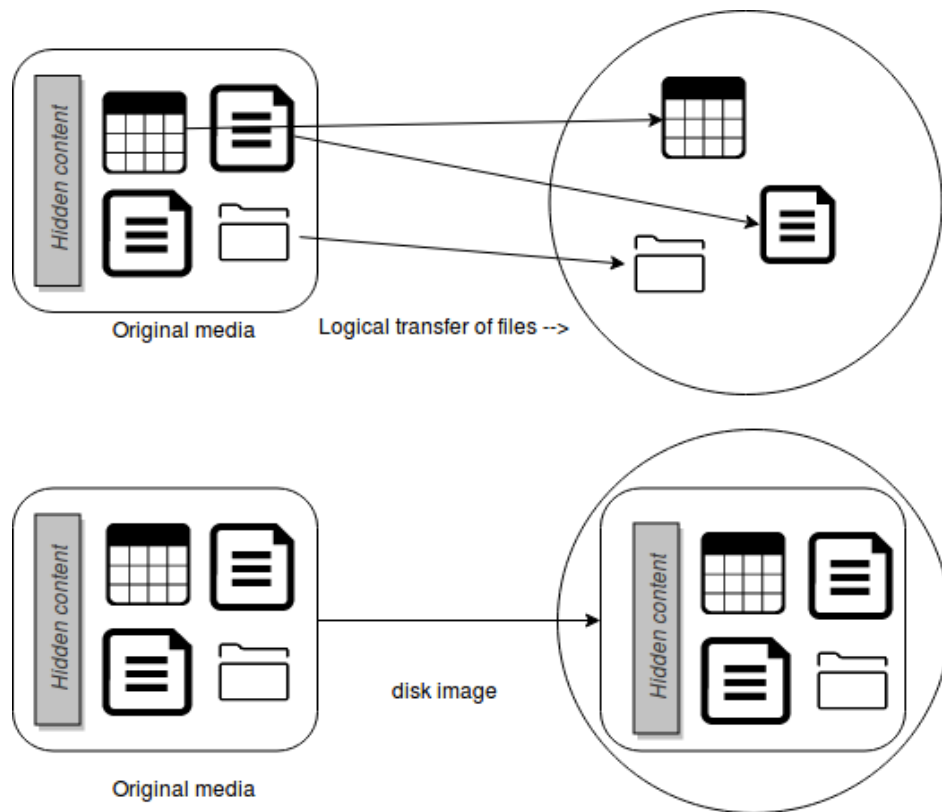 Hidden content
Original media
Logical transfer of files -->
Hidden content
Original media
disk image
Hidden content